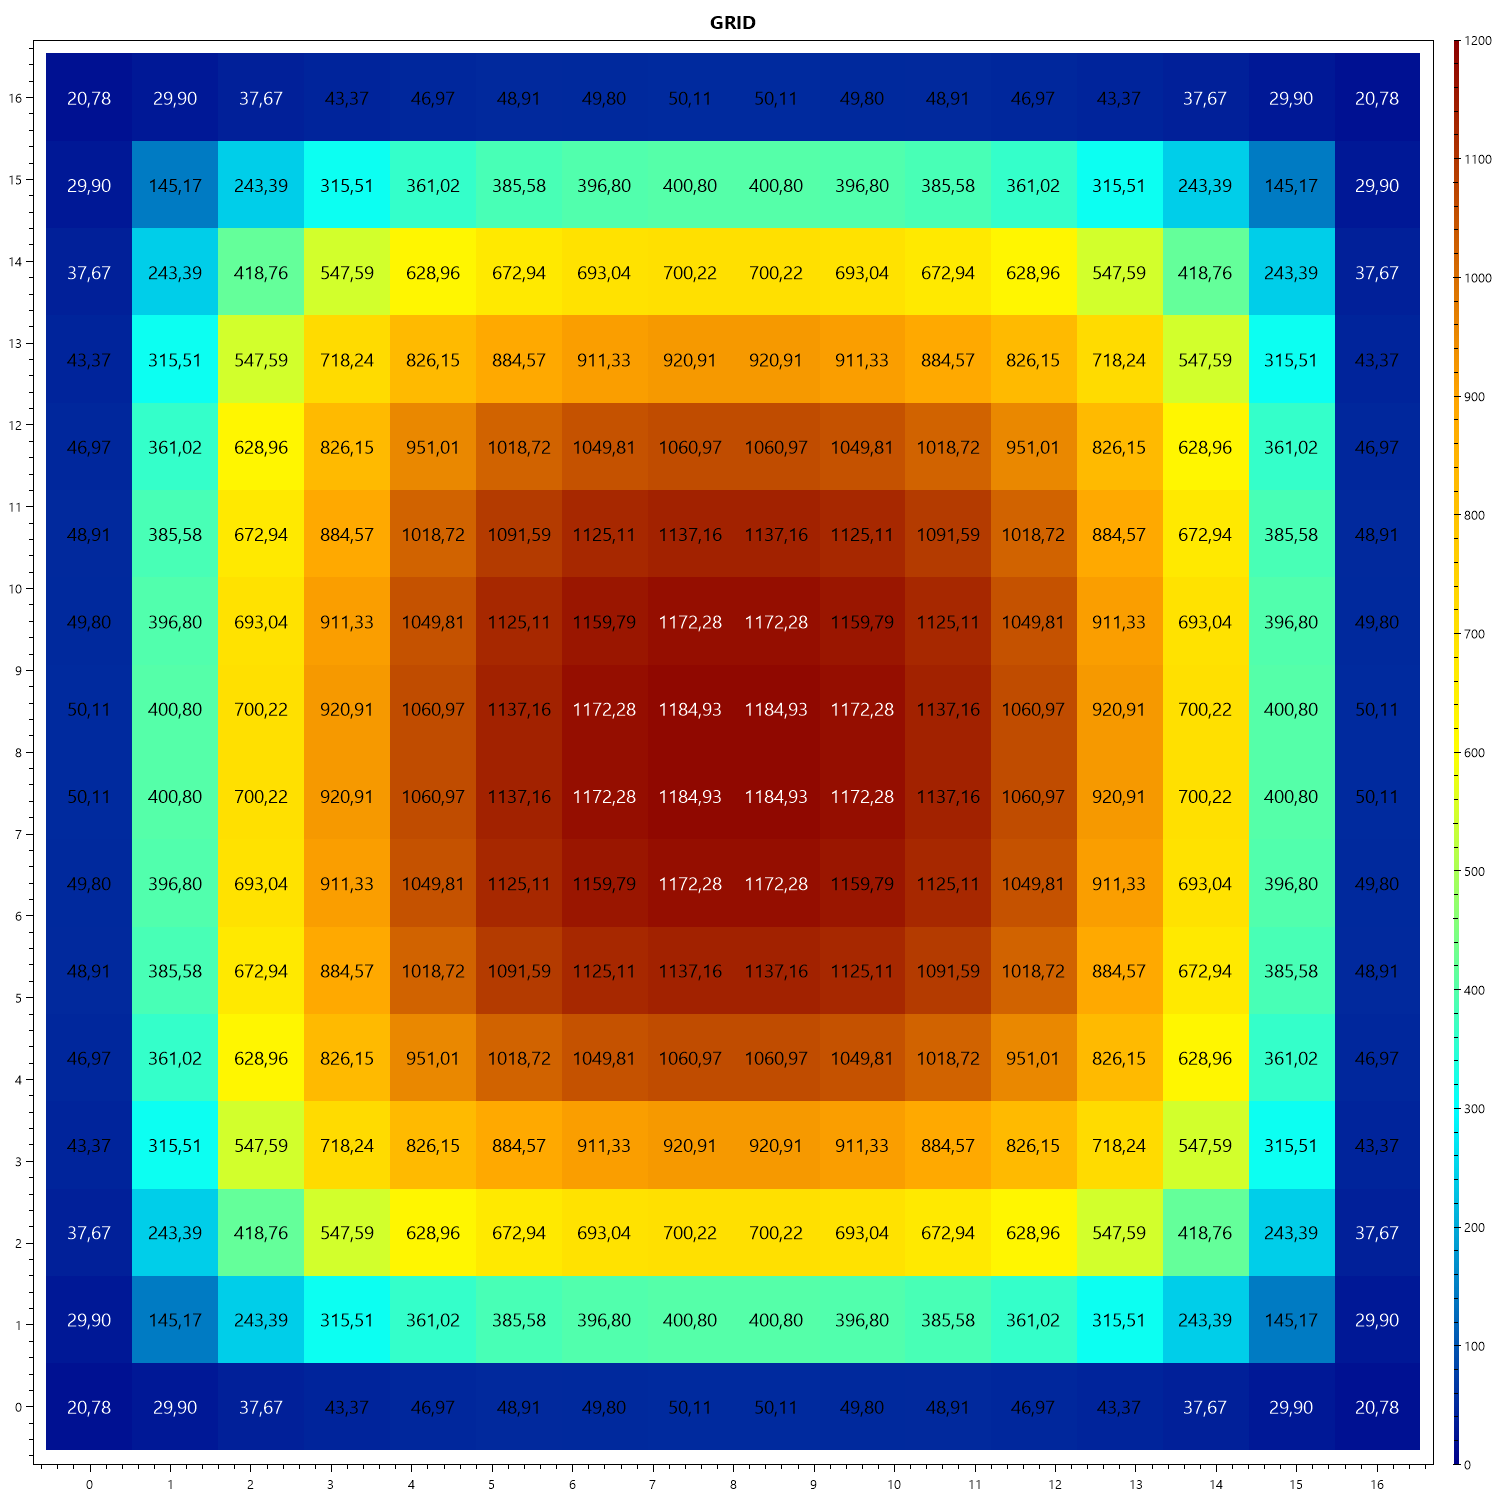 GRID
20,78 29,90 37,67 43,37 46,97 48,91 49,80 50,11 50,11 49,80 48,91 46,97 43,37 37,67 29,90 20,78
29,90 145,17 243,39 315,51 361,02 385,58 396,80 400,80 400,80 396,80 385,58 361,02 315,51 243,39 145,17 29,90
37,67 243,39 418,76 547,59 628,96 672,94 693,04 700,22 700,22 693,04 672,94 628,96 547,59 418,76 243,39 37,67
43,37 315,51 547,59 718,24 826,15 884,57 911,33 920,91 920,91 911,33 884,57 826,15 718,24 547,59 315,51 43,37
46,97 361,02 628,96 826,15 951,01 1018,72 1049,81 1060,97 1060,97 1049,81 1018,72 951,01 826,15 628,96 361,02 46,97
48,91 385,58 672,94 884,57 1018,72 1091,59 1125,11 1137,16 1137,16 1125,11 1091,59 1018,72 884,57 672,94 385,58 48,91
49,80 396,80 693,04 911,33 1049,81 1125,11 1159,79 1172,28 1172,28 1159,79 1125,11 1049,81 911,33 693,04 396,80 49,80
50,11 400,80 700,22 920,91 1060,97 1137,16 1172,28 1184,93 1184,93 1172,28 1137,16 1060,97 920,91 700,22 400,80 50,11
50,11 400,80 700,22 920,91 1060,97 1137,16 1172,28 1184,93 1184,93 1172,28 1137,16 1060,97 920,91 700,22 400,80 50,11
49,80 396,80 693,04 911,33 1049,81 1125,11 1159,79 1172,28 1172,28 1159,79 1125,11 1049,81 911,33 693,04 396,80 49,80
48,91 385,58 672,94 884,57 1018,72 1091,59 1125,11 1137,16 1137,16 1125,11 1091,59 1018,72 884,57 672,94 385,58 48,91
46,97 361,02 628,96 826,15 951,01 1018,72 1049,81 1060,97 1060,97 1049,81 1018,72 951,01 826,15 628,96 361,02 46,97
43,37 315,51 547,59 718,24 826,15 884,57 911,33 920,91 920,91 911,33 884,57 826,15 718,24 547,59 315,51 43,37
37,67 243,39 418,76 547,59 628,96 672,94 693,04 700,22 700,22 693,04 672,94 628,96 547,59 418,76 243,39 37,67
29,90 145,17 243,39 315,51 361,02 385,58 396,80 400,80 400,80 396,80 385,58 361,02 315,51 243,39 145,17 29,90
20,78 29,90 37,67 43,37 46,97 48,91 49,80 50,11 50,11 49,80 48,91 46,97 43,37 37,67 29,90 20,78
16
15
14
13
12
11
10
9
8
7
6
5
4
3
2
1
0
0 1 2 3 4 5 6 7 8 9 10 11 12 13 14 15 16
1200
1100
1000
900
800
700
600
500
400
300
200
100
0